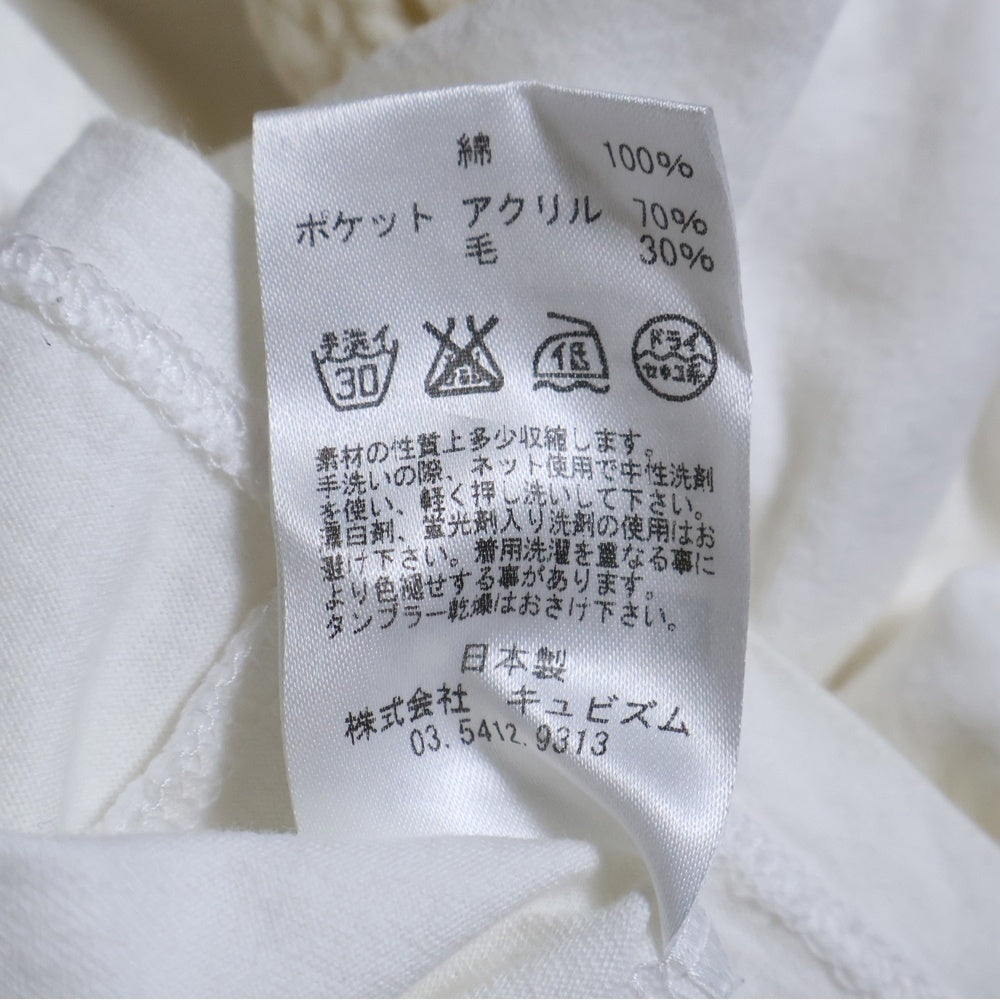 綿 100%
ポケット アクリル 70%
毛 30%
手洗イ
30
低
ドライ
セキユ系
素材の性質上多少収縮します。
手洗いの際、ネット使用で中性洗剤
を使い、軽く押し洗いして下さい。
漂白剤、蛍光剤入り洗剤の使用はお
避け下さい。着用洗濯を重なる事に
より色褪せする事があります。
タンブラー乾燥はおさけ下さい。
日本製
株式会社 キュビズム
03.5412.9313